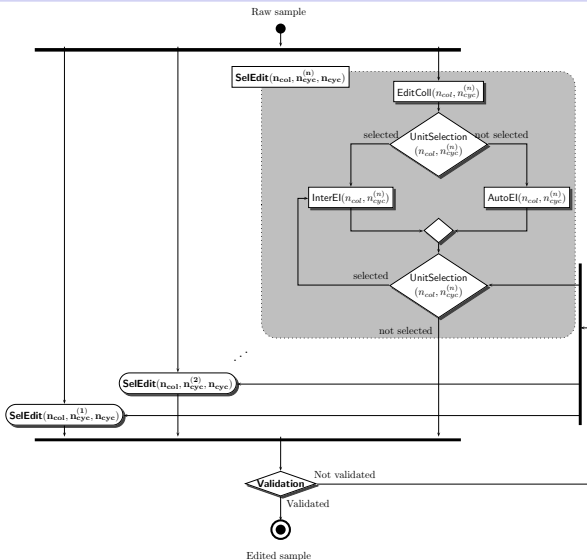 Raw sample
SelEdit(n_col, n_cyc^(n), n_cyc)
EditColl(n_col, n_cyc^(n))
selected
UnitSelection
not selected
(n_col, n_cyc^(n))
InterEI(n_col, n_cyc^(n))
AutoEI(n_col, n_cyc^(n))
selected
UnitSelection
(n_col, n_cyc^(n))
not selected
SelEdit(n_col, n_cyc^(2), n_cyc)
SelEdit(n_col, n_cyc^(1), n_cyc)
Validation
Not validated
Validated
Edited sample